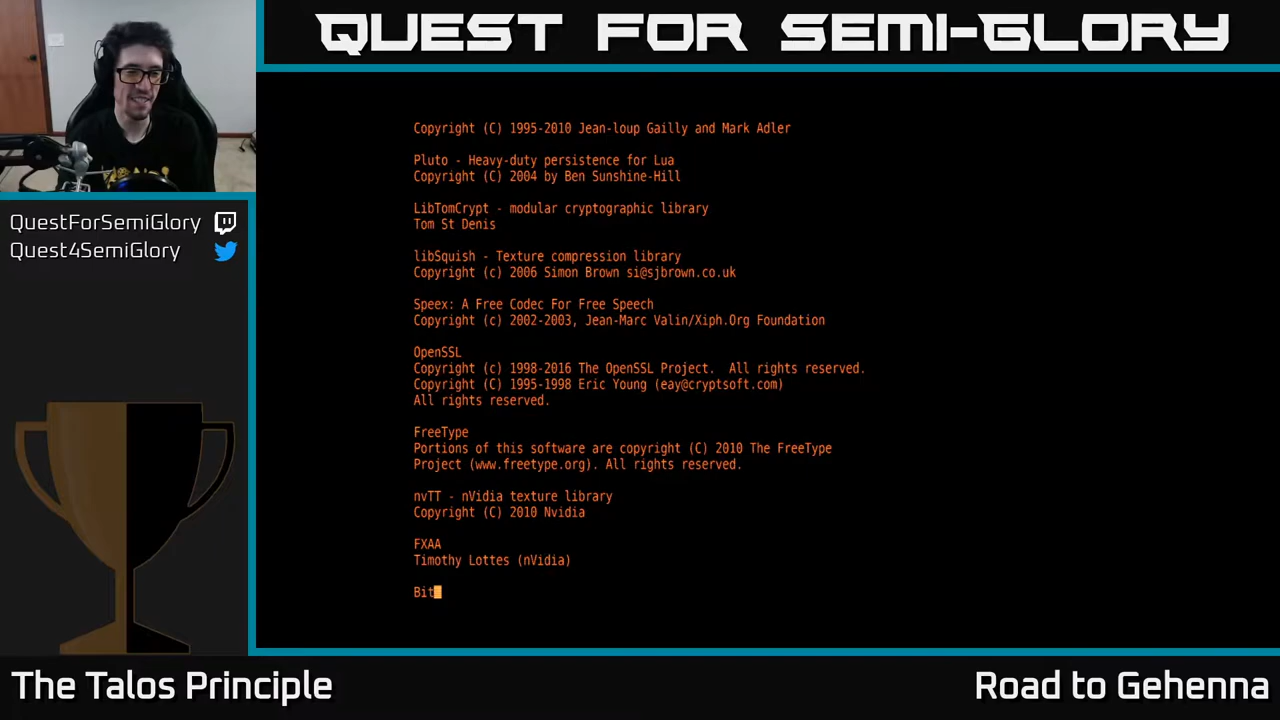 QUEST FOR SEMI-GLORY
QuestForSemiGlory
Quest4SemiGlory
Copyright (C) 1995-2010 Jean-loup Gailly and Mark Adler
Pluto - Heavy-duty persistence for Lua
Copyright (C) 2004 by Ben Sunshine-Hill
LibTomCrypt - modular cryptographic library
Tom St Denis
libSquish - Texture compression library
Copyright (c) 2006 Simon Brown si@sjbrown.co.uk
Speex: A Free Codec For Free Speech
Copyright (c) 2002-2003, Jean-Marc Valin/Xiph.Org Foundation
OpenSSL
Copyright (c) 1998-2016 The OpenSSL Project.  All rights reserved.
Copyright (C) 1995-1998 Eric Young (eay@cryptsoft.com)
All rights reserved.
FreeType
Portions of this software are copyright (C) 2010 The FreeType
Project (www.freetype.org). All rights reserved.
nvTT - nVidia texture library
Copyright (C) 2010 Nvidia
FXAA
Timothy Lottes (nVidia)
Bit
The Talos Principle
Road to Gehenna